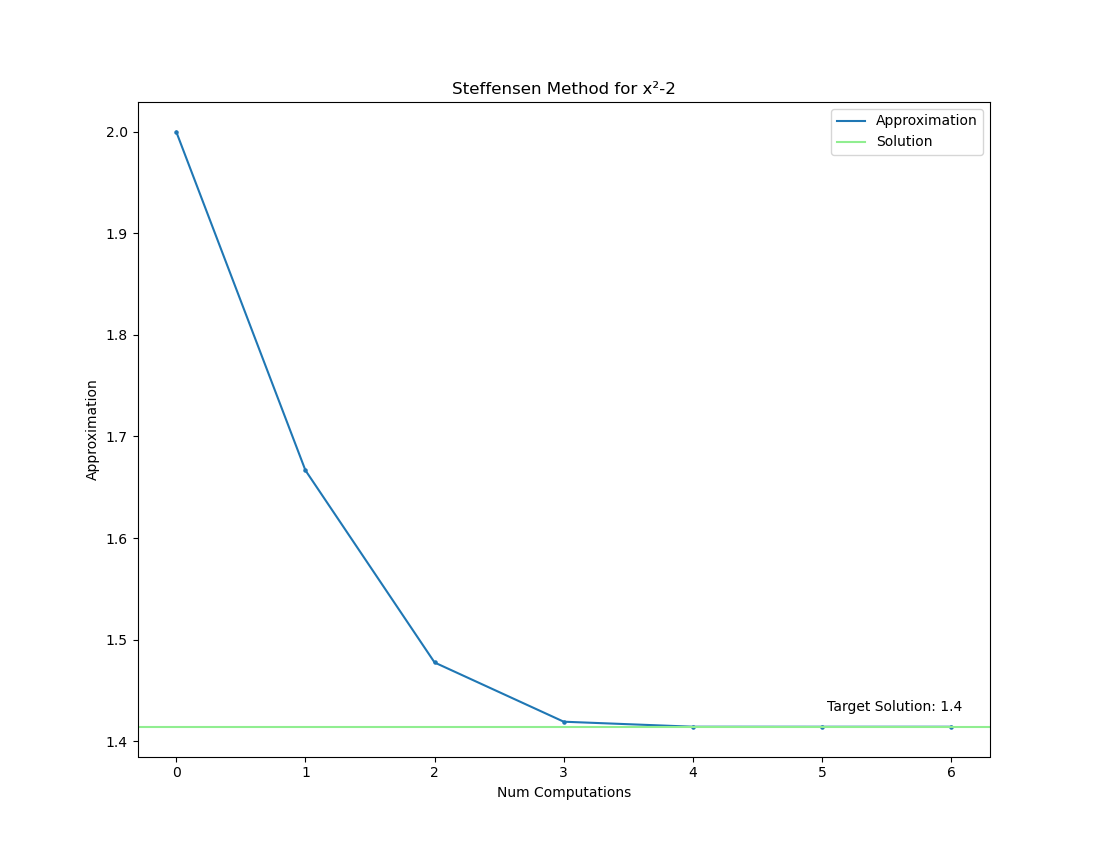 Steffensen Method for x²-2
Approximation
Solution
2.0
1.9
1.8
1.7
1.6
1.5
1.4
Approximation
Target Solution: 1.4
0 1 2 3 4 5 6
Num Computations